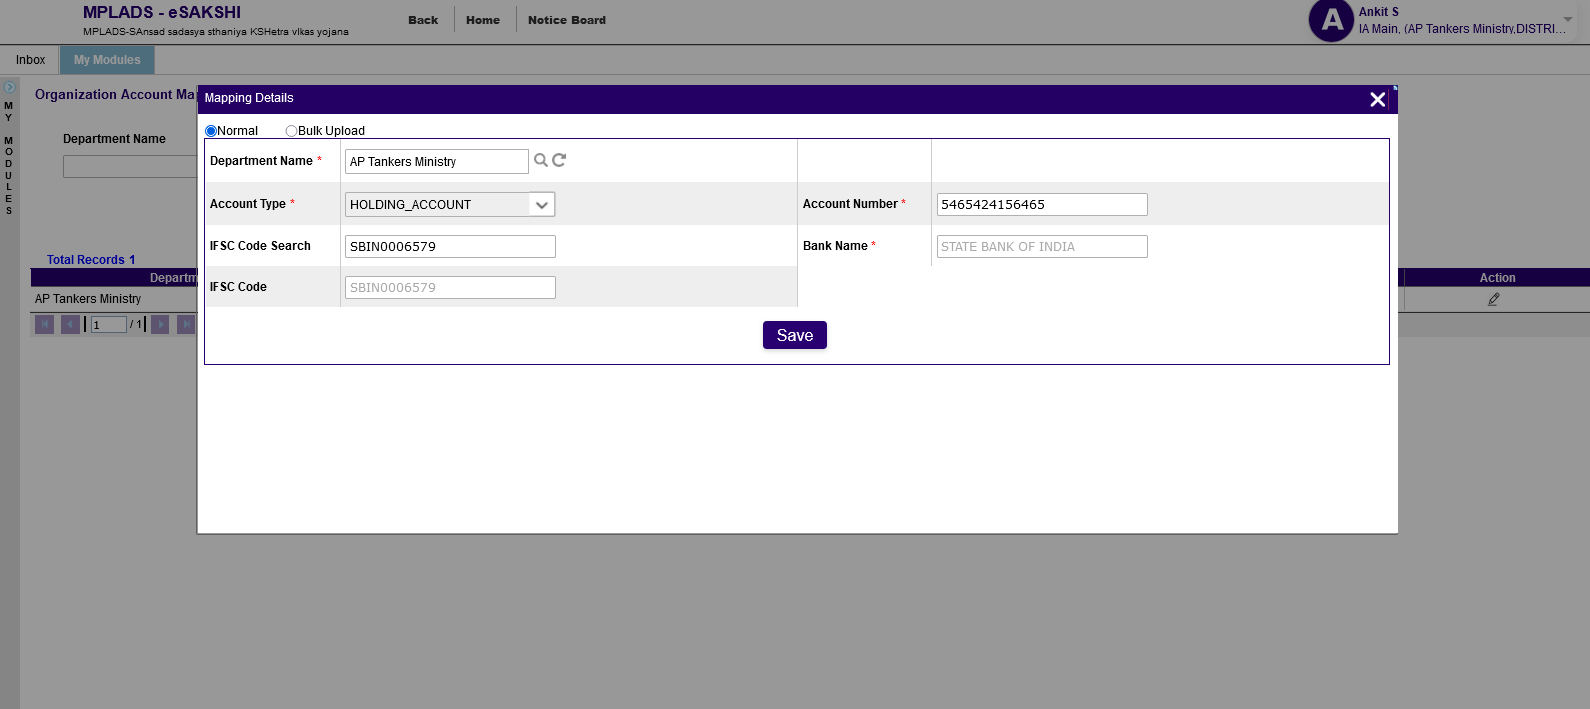 MPLADS - eSAKSHI
MPLADS-SAnsad sadasya sthaniya KSHetra vIkas yojana
Back
Home
Notice Board
A
Ankit S
IA Main, (AP Tankers Ministry,DISTRI...
Inbox
My Modules
MY MODULES
Organization Account Ma
Department Name
Mapping Details
Normal
Bulk Upload
Department Name *
AP Tankers Ministry
Account Type *
HOLDING_ACCOUNT
Account Number *
5465424156465
IFSC Code Search
SBIN0006579
Bank Name *
STATE BANK OF INDIA
IFSC Code
SBIN0006579
Save
Total Records 1
Departm
Action
AP Tankers Ministry
1 / 1